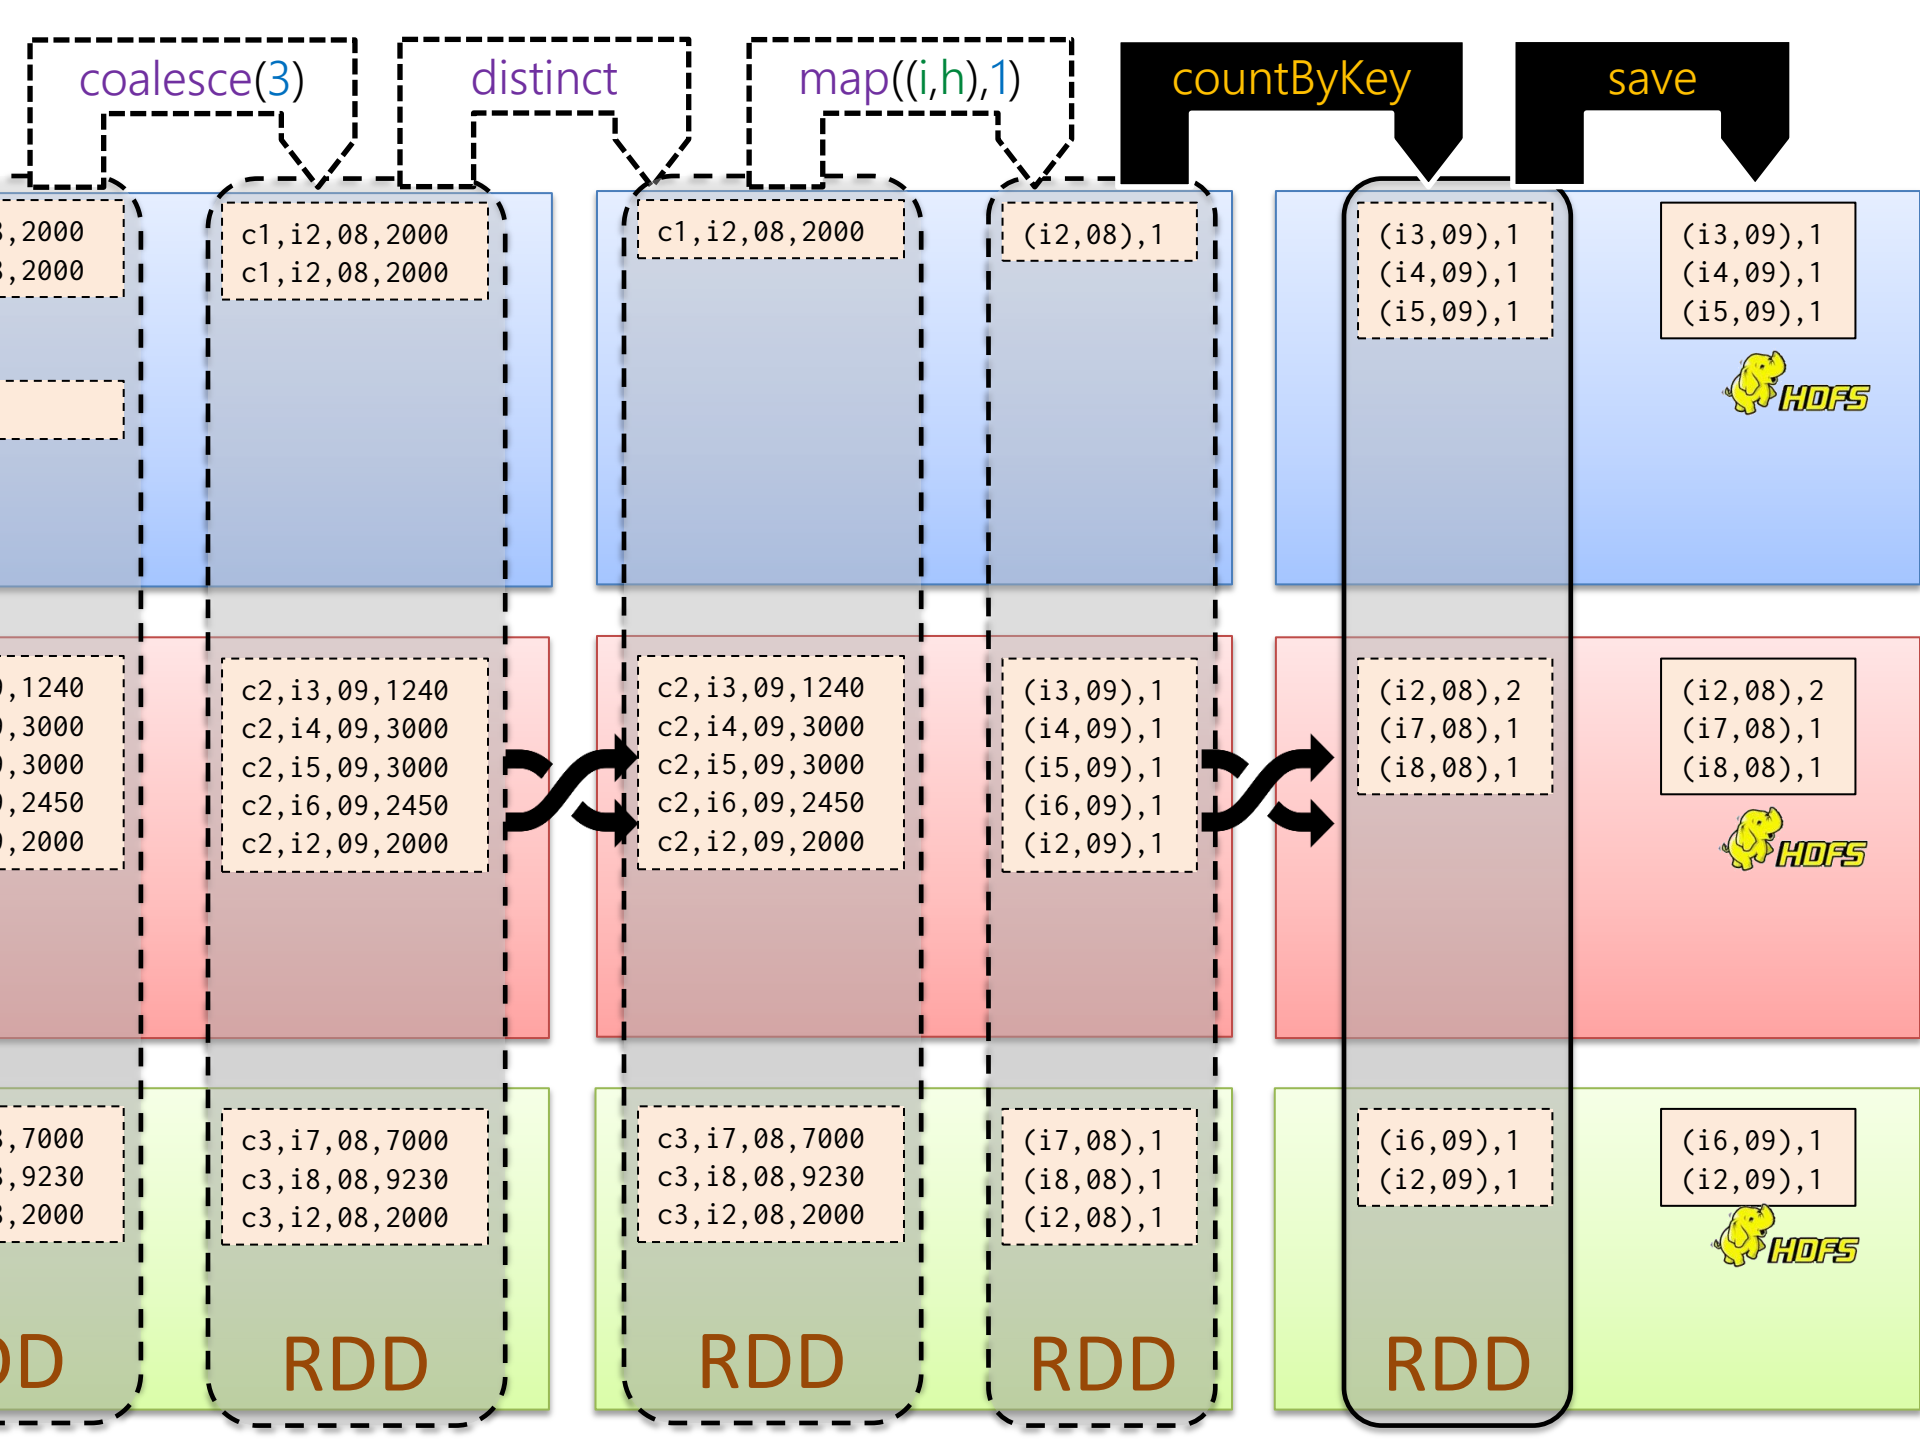 coalesce(3)
distinct
map((i,h),1)
countByKey
save
,2000
,2000
c1,i2,08,2000
c1,i2,08,2000
c1,i2,08,2000
(i2,08),1
(i3,09),1
(i4,09),1
(i5,09),1
(i3,09),1
(i4,09),1
(i5,09),1
HDFS
,1240
,3000
,3000
,2450
,2000
c2,i3,09,1240
c2,i4,09,3000
c2,i5,09,3000
c2,i6,09,2450
c2,i2,09,2000
c2,i3,09,1240
c2,i4,09,3000
c2,i5,09,3000
c2,i6,09,2450
c2,i2,09,2000
(i3,09),1
(i4,09),1
(i5,09),1
(i6,09),1
(i2,09),1
(i2,08),2
(i7,08),1
(i8,08),1
(i2,08),2
(i7,08),1
(i8,08),1
HDFS
,7000
,9230
,2000
c3,i7,08,7000
c3,i8,08,9230
c3,i2,08,2000
c3,i7,08,7000
c3,i8,08,9230
c3,i2,08,2000
(i7,08),1
(i8,08),1
(i2,08),1
(i6,09),1
(i2,09),1
(i6,09),1
(i2,09),1
HDFS
DD
RDD
RDD
RDD
RDD